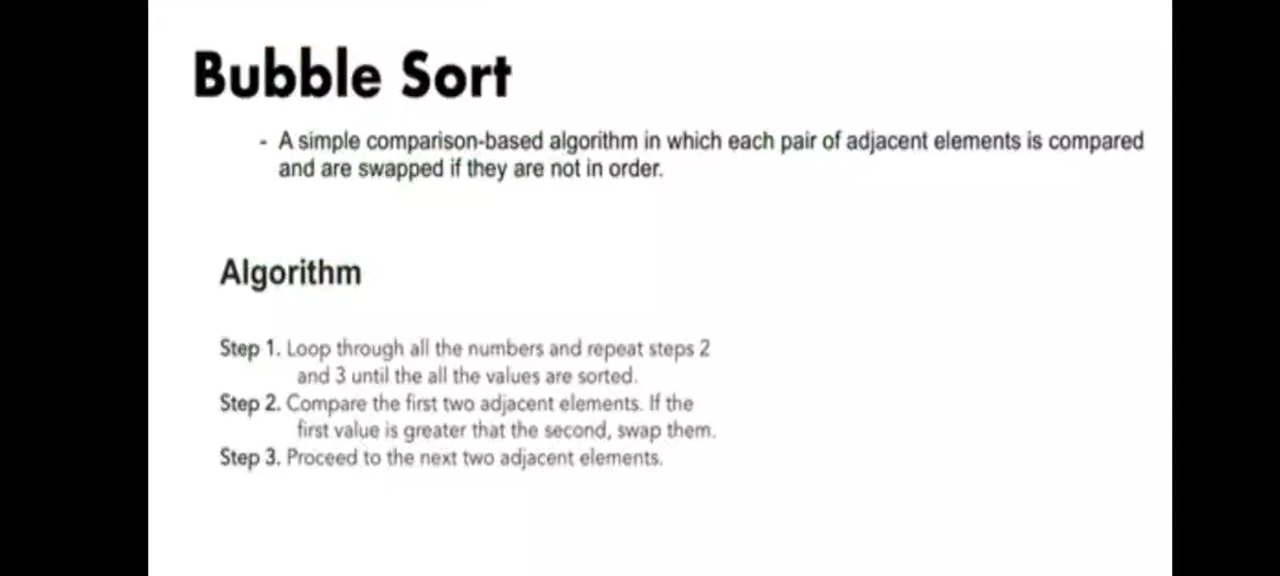 Bubble Sort
- A simple comparison-based algorithm in which each pair of adjacent elements is compared
and are swapped if they are not in order.
Algorithm
Step 1. Loop through all the numbers and repeat steps 2
and 3 until the all the values are sorted.
Step 2. Compare the first two adjacent elements. If the
first value is greater that the second, swap them.
Step 3. Proceed to the next two adjacent elements.